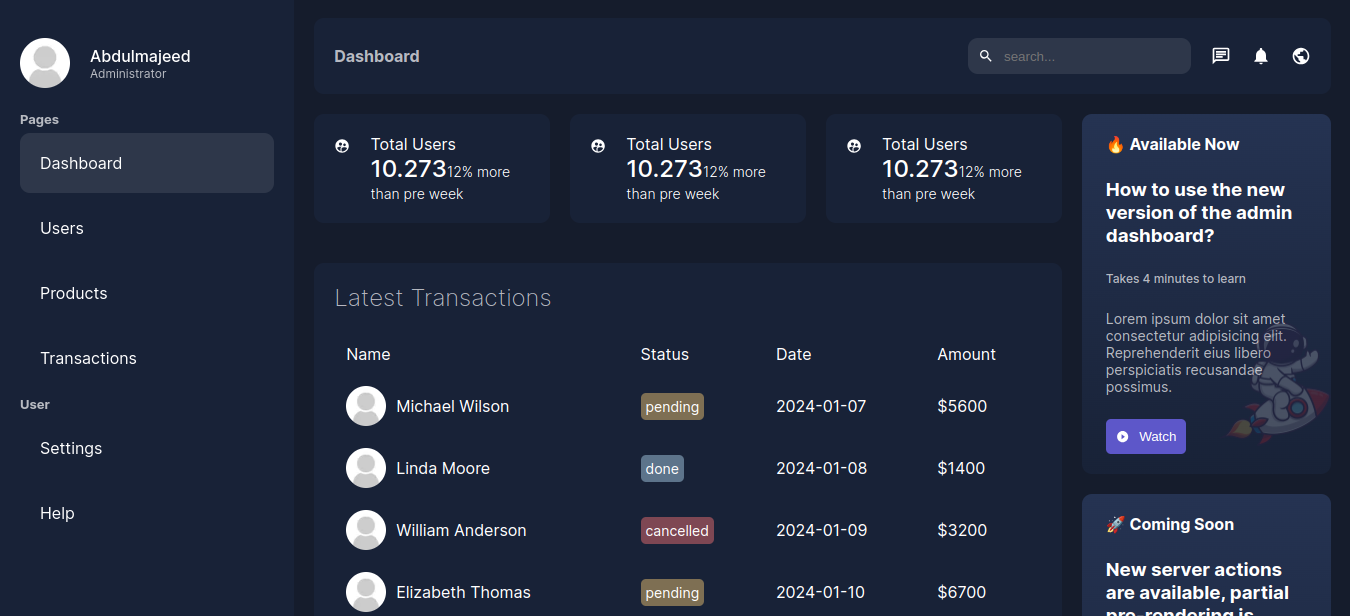 Abdulmajeed
Administrator
Pages
Dashboard
Users
Products
Transactions
User
Settings
Help
Dashboard
search...
Total Users
10.273 12% more
than pre week
Total Users
10.273 12% more
than pre week
Total Users
10.273 12% more
than pre week
Latest Transactions
Name Status Date Amount
Michael Wilson pending 2024-01-07 $5600
Linda Moore done 2024-01-08 $1400
William Anderson cancelled 2024-01-09 $3200
Elizabeth Thomas pending 2024-01-10 $6700
🔥 Available Now
How to use the new
version of the admin
dashboard?
Takes 4 minutes to learn
Lorem ipsum dolor sit amet
consectetur adipisicing elit.
Reprehenderit eius libero
perspiciatis recusandae
possimus.
Watch
🚀 Coming Soon
New server actions
are available, partial
pre-rendering is